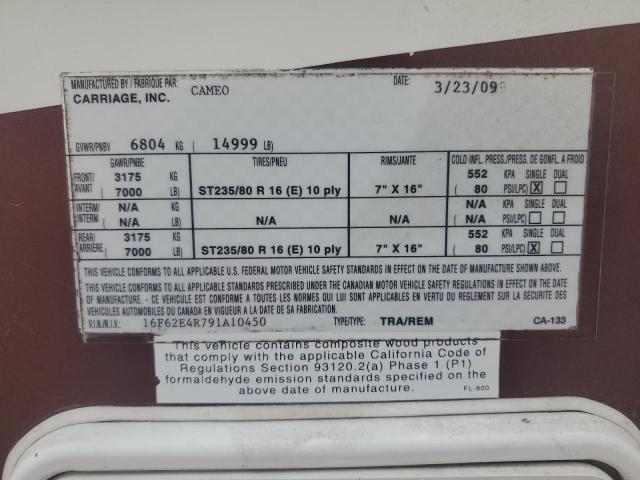 MANUFACTURED BY / FABRIQUE PAR: CAMEO DATE: 3/23/09
CARRIAGE, INC.
GVWR/PNBV 6804 KG ( 14999 LB)
GAWR/PNBE TIRES/PNEU RIMS/JANTE COLD INFL. PRESS/PRESS. DE GONFL. A FROID
FRONT/ 3175 KG 552 KPA SINGLE DUAL
AVANT ( 7000 LB) ST235/80 R 16 (E) 10 ply 7" X 16" ( 80 PSI/LPC) X
INTERM/ N/A KG N/A KPA SINGLE DUAL
INTERM ( N/A LB) N/A N/A ( N/A PSI/LPC)
REAR/ 3175 KG 552 KPA SINGLE DUAL
ARRIERE ( 7000 LB) ST235/80 R 16 (E) 10 ply 7" X 16" ( 80 PSI/LPC) X
THIS VEHICLE CONFORMS TO ALL APPLICABLE U.S. FEDERAL MOTOR VEHICLE SAFETY STANDARDS IN EFFECT ON THE DATE OF MANUFACTURE SHOWN ABOVE.
THIS VEHICLE CONFORMS TO ALL APPLICABLE STANDARDS PRESCRIBED UNDER THE CANADIAN MOTOR VEHICLE SAFETY REGULATIONS IN EFFECT ON THE DATE
OF MANUFACTURE. - CE VEHICULE EST CONFORME A TOUTES LES NORMES QUI LUI SONT APPLICABLES EN VERTU DU REGLEMENT SUR LA SECURITE DES
VEHICULES AUTOMOBILES DU CANADA EN VIGUEUR A LA DATE DE SA FABRICATION.
V.I.N./N.I.V. 16F62E4R791A10450 TYPE/TYPE: TRA/REM CA-133
This vehicle contains composite wood products
that comply with the applicable California Code of
Regulations Section 93120.2(a) Phase 1 (P1)
formaldehyde emission standards specified on the
above date of manufacture. FL-600